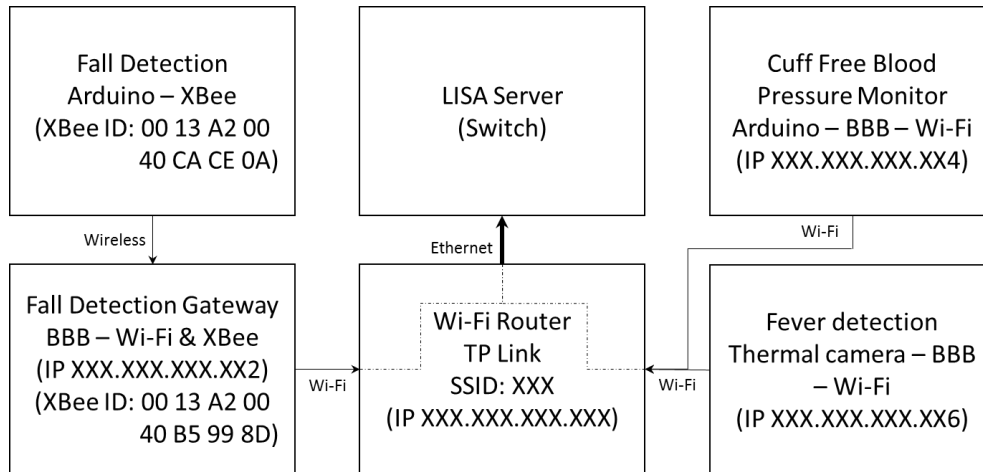 Fall Detection
Arduino – XBee
(XBee ID: 00 13 A2 00
40 CA CE 0A)
LISA Server
(Switch)
Cuff Free Blood
Pressure Monitor
Arduino – BBB – Wi-Fi
(IP XXX.XXX.XXX.XX4)
Wireless
Ethernet
Wi-Fi
Fall Detection Gateway
BBB – Wi-Fi & XBee
(IP XXX.XXX.XXX.XX2)
(XBee ID: 00 13 A2 00
40 B5 99 8D)
Wi-Fi
Wi-Fi Router
TP Link
SSID: XXX
(IP XXX.XXX.XXX.XXX)
Wi-Fi
Fever detection
Thermal camera – BBB
– Wi-Fi
(IP XXX.XXX.XXX.XX6)